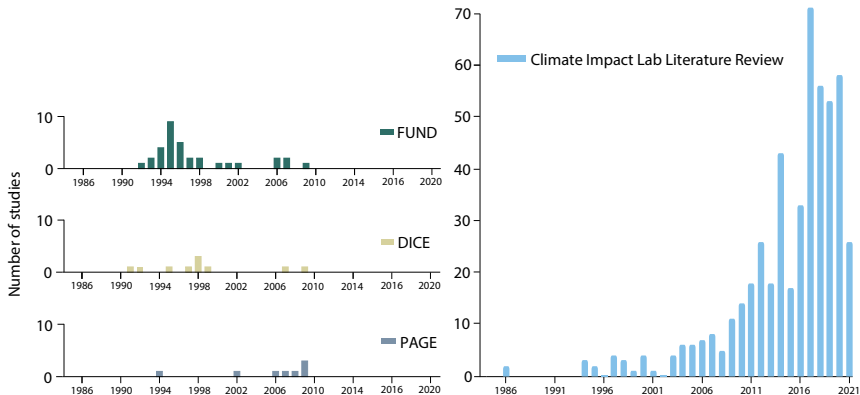 Number of studies
10
FUND
0
1986 1990 1994 1998 2002 2006 2010 2014 2016 2020
10
DICE
0
1986 1990 1994 1998 2002 2006 2010 2014 2016 2020
10
PAGE
0
1986 1990 1994 1998 2002 2006 2010 2014 2016 2020
70
60
Climate Impact Lab Literature Review
50
40
30
20
10
0
1986 1991 1996 2001 2006 2011 2016 2021